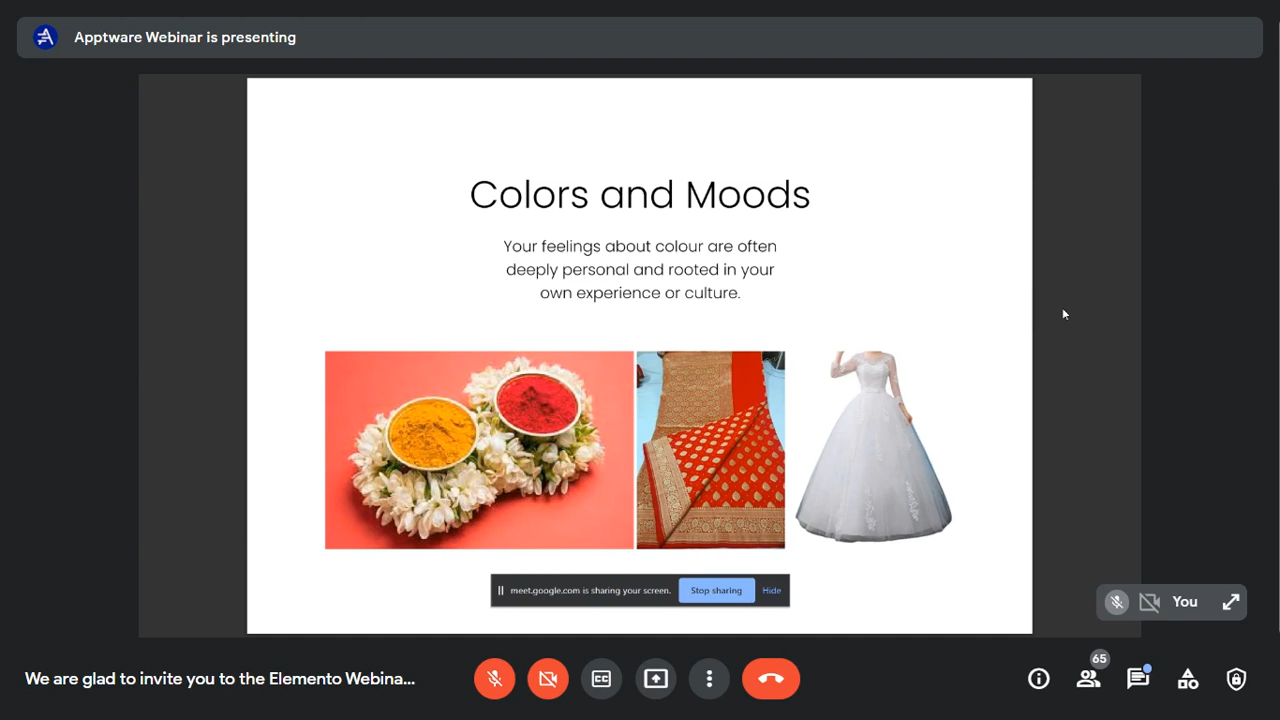 Apptware Webinar is presenting
Colors and Moods
Your feelings about colour are often
deeply personal and rooted in your
own experience or culture.
meet.google.com is sharing your screen.
Stop sharing
Hide
You
We are glad to invite you to the Elemento Webina...
CC
65